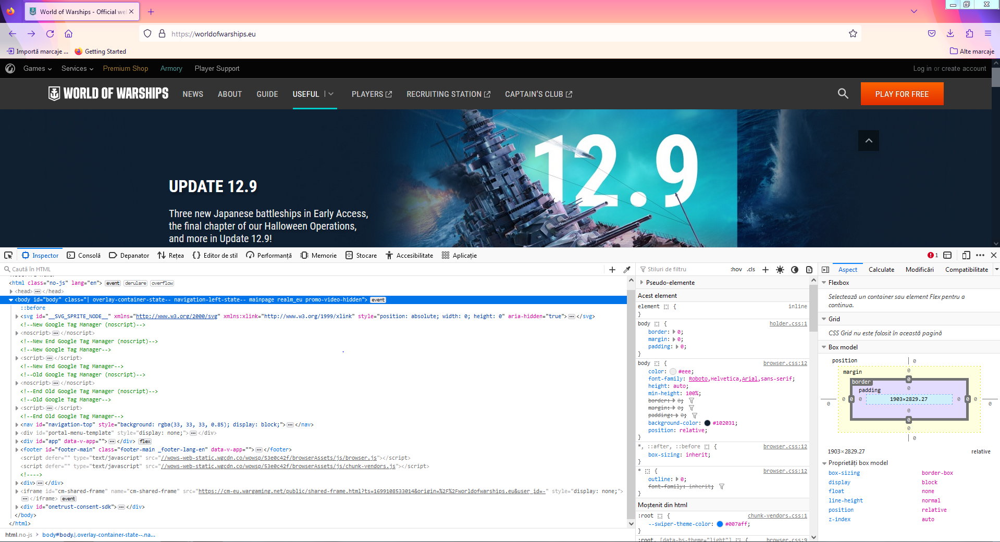 World of Warships - Official we
https://worldofwarships.eu
Importă marcaje ...
Getting Started
Alte marcaje
Games
Services
Premium Shop
Armory
Player Support
Log in or create account
WORLD OF WARSHIPS
NEWS
ABOUT
GUIDE
USEFUL
PLAYERS
RECRUITING STATION
CAPTAIN'S CLUB
PLAY FOR FREE
12.9
UPDATE 12.9
Three new Japanese battleships in Early Access,
the final chapter of our Halloween Operations,
and more in Update 12.9!
Inspector
Consolă
Depanator
Rețea
Editor de stil
Performanță
Memorie
Stocare
Accesibilitate
Aplicație
1
Caută în HTML
<html class="no-js" lang="en"> event derulare overflow
<head> </head>
<body id="body" class="| overlay-container-state-- navigation-left-state-- mainpage realm_eu promo-video-hidden"> event
::before
<svg id="__SVG_SPRITE_NODE__" xmlns="http://www.w3.org/2000/svg" xmlns:xlink="http://www.w3.org/1999/xlink" style="position: absolute; width: 0; height: 0" aria-hidden="true"> </svg>
<!--New Google Tag Manager (noscript)-->
<noscript> </noscript>
<!--New End Google Tag Manager (noscript)-->
<!--New Google Tag Manager-->
<script> </script>
<!--New End Google Tag Manager-->
<!--Old Google Tag Manager (noscript)-->
<noscript> </noscript>
<!--End Old Google Tag Manager (noscript)-->
<!--Old Google Tag Manager-->
<script> </script>
<!--End Old Google Tag Manager-->
<nav id="navigation-top" style="background: rgba(33, 33, 33, 0.85); display: block;"> </nav>
<div id="portal-menu-template" style="display: none;"> </div>
<div id="app" data-v-app=""> </div> flex
<footer id="footer-main" class="footer-main _footer-lang-en" data-v-app=""> </footer>
<script defer="" type="text/javascript" src="//wows-web-static.wgcdn.co/wowsp/53e0c42f/browserAssets/js/browser.js"></script>
<script defer="" type="text/javascript" src="//wows-web-static.wgcdn.co/wowsp/53e0c42f/browserAssets/js/chunk-vendors.js"></script>
<!---->
<div> </div>
<iframe id="cm-shared-frame" name="cm-shared-frame" src="https://cm-eu.wargaming.net/public/shared-frame.html?ts=1699108533014&origin=%2F%2Fworldofwarships.eu&user_id=-" style="display: none;">
</iframe> event
<div id="onetrust-consent-sdk"> </div>
</body>
</html>
html.no-js > body#body.|.overlay-container-state--.na...
Stiluri de filtru
:hov .cls
Pseudo-elemente
Acest element
element { inline
}
body { holder.css:1
border: 0;
margin: 0;
padding: 0;
}
body { browser.css:12
color: #eee;
font-family: Roboto,Helvetica,Arial,sans-serif;
height: auto;
min-height: 100%;
border: 0;
margin: 0;
padding: 0;
background-color: #102031;
position: relative;
}
*, ::after, ::before { browser.css:12
box-sizing: inherit;
}
* { browser.css:12
outline: 0;
font-family: inherit;
}
Moștenit din html
:root { chunk-vendors.css:1
--swiper-theme-color: #007aff;
}
:root, [data-bs-theme="light"] { browser.css:9
Aspect
Calculate
Modificări
Compatibilitate
Flexbox
Selectează un container sau element Flex pentru a
continua.
Grid
CSS Grid nu este folosit în această pagină
Box model
position 0
margin 0
border 0
padding 0
0 0 0 0 1903×2829.27 0 0 0 0
0
0
0
0
1903×2829.27 relative
Proprietăți box model
box-sizing border-box
display block
float none
line-height normal
position relative
z-index auto